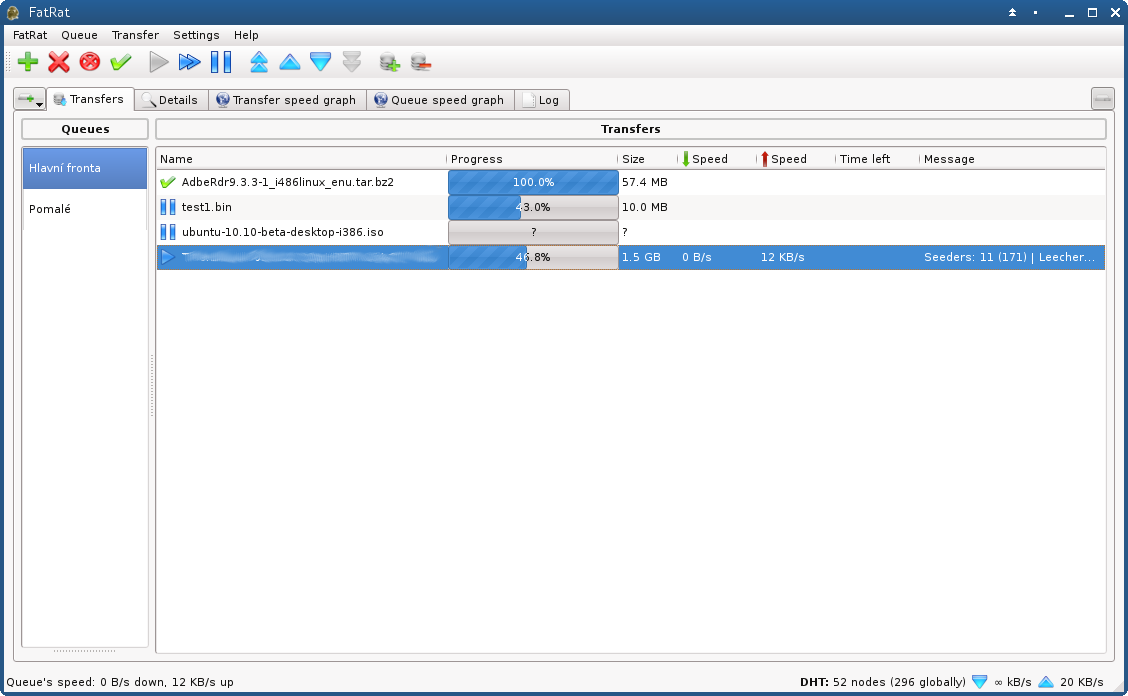 FatRat
FatRat Queue Transfer Settings Help
Transfers Details Transfer speed graph Queue speed graph Log
Queues Transfers
Hlavní fronta
Pomalé
Name Progress Size Speed Speed Time left Message
AdbeRdr9.3.3-1_i486linux_enu.tar.bz2 100.0% 57.4 MB
test1.bin 43.0% 10.0 MB
ubuntu-10.10-beta-desktop-i386.iso ? ?
46.8% 1.5 GB 0 B/s 12 KB/s Seeders: 11 (171) | Leecher...
Queue's speed: 0 B/s down, 12 KB/s up DHT: 52 nodes (296 globally) ∞ kB/s 20 KB/s